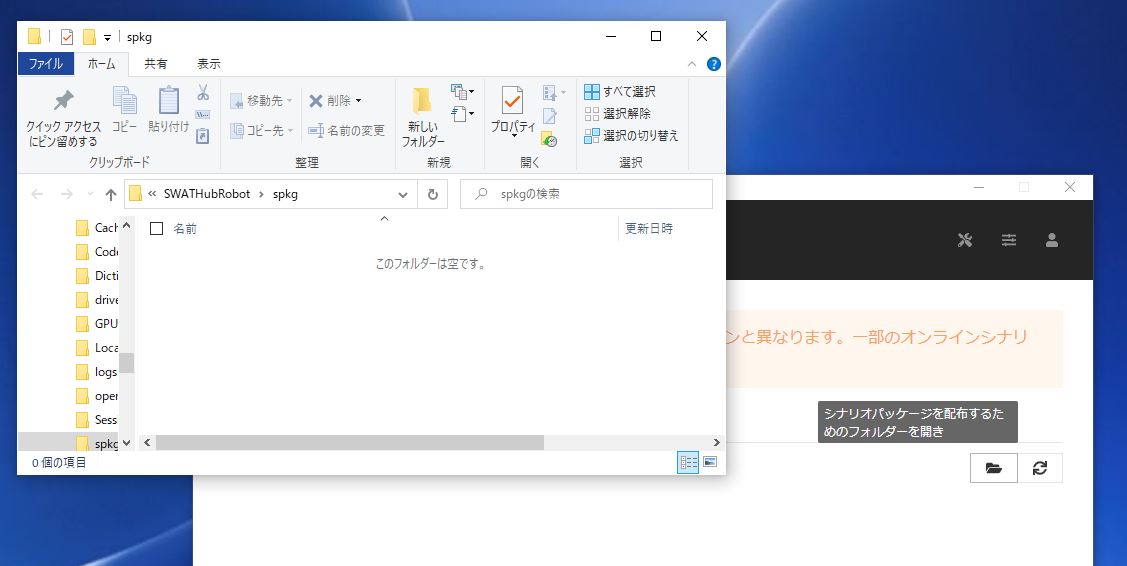 spkg
ファイル
ホーム
共有
表示
クイック アクセス
にピン留めする
コピー
貼り付け
クリップボード
移動先
コピー先
削除
名前の変更
整理
新しい
フォルダー
新規
プロパティ
開く
すべて選択
選択解除
選択の切り替え
選択
« SWATHubRobot › spkg
spkgの検索
名前
更新日時
このフォルダーは空です。
Cach
Code
Dicti
drive
GPU
Loca
logs
oper
Sessi
spkg
0 個の項目
ンと異なります。一部のオンラインシナリ
シナリオパッケージを配布するた
めのフォルダーを開き